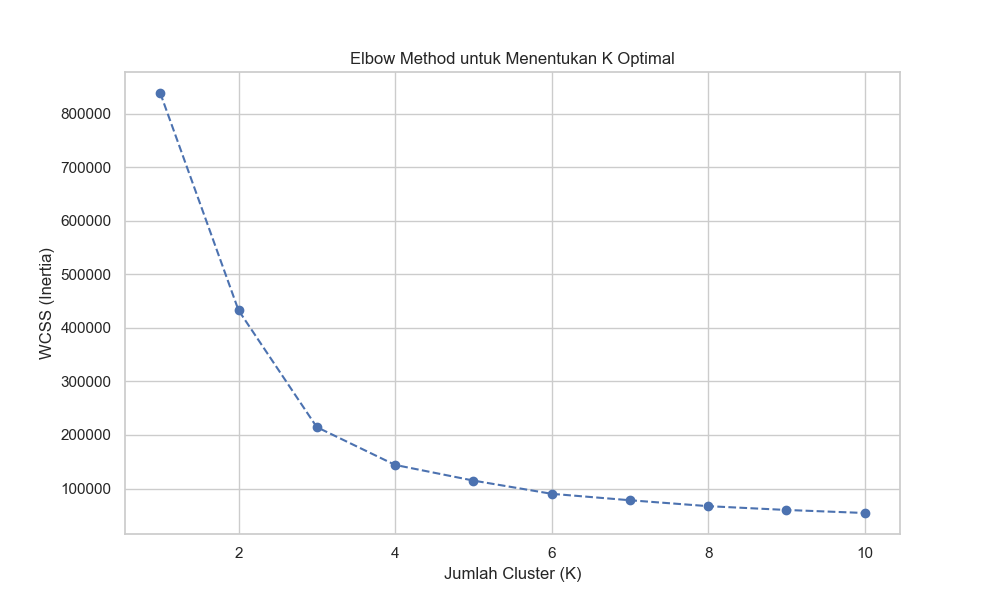 Elbow Method untuk Menentukan K Optimal
WCSS (Inertia)
800000
700000
600000
500000
400000
300000
200000
100000
2 4 6 8 10
Jumlah Cluster (K)